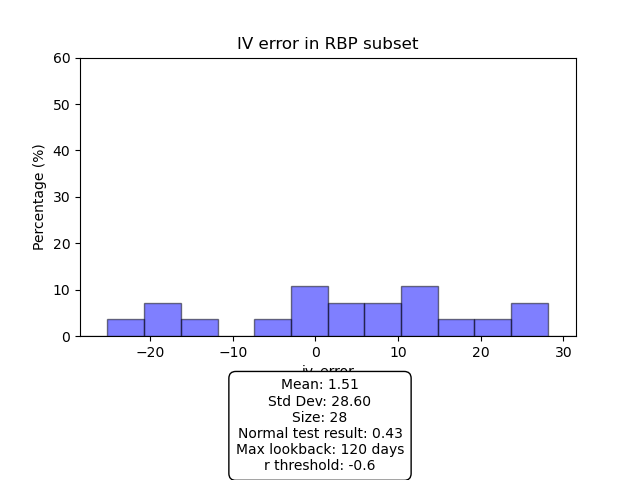 IV error in RBP subset
60
50
40
30
20
10
0
Percentage (%)
−20 −10 0 10 20 30
iv_error
Mean: 1.51
Std Dev: 28.60
Size: 28
Normal test result: 0.43
Max lookback: 120 days
r threshold: -0.6